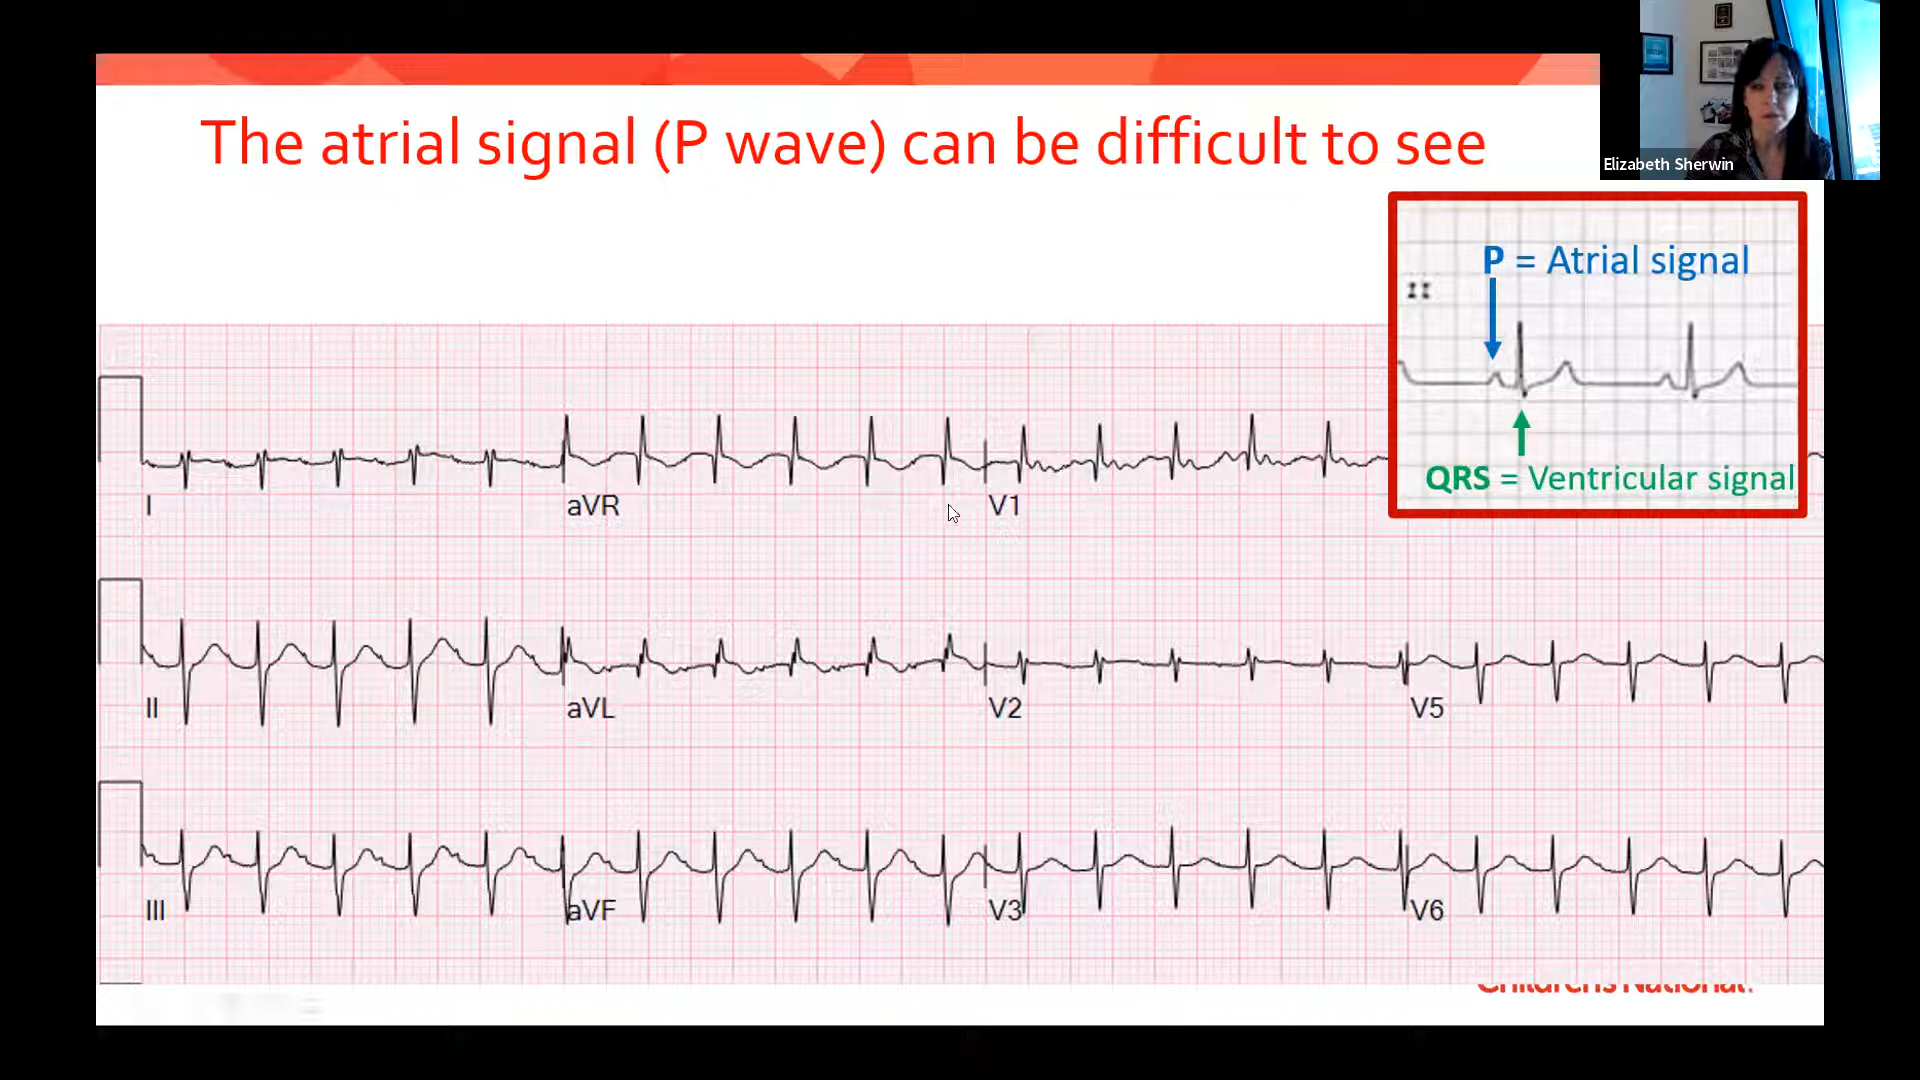 The atrial signal (P wave) can be difficult to see
Elizabeth Sherwin
P = Atrial signal
II
QRS = Ventricular signal
I
aVR
V1
II
aVL
V2
V5
III
aVF
V3
V6
Children's National.